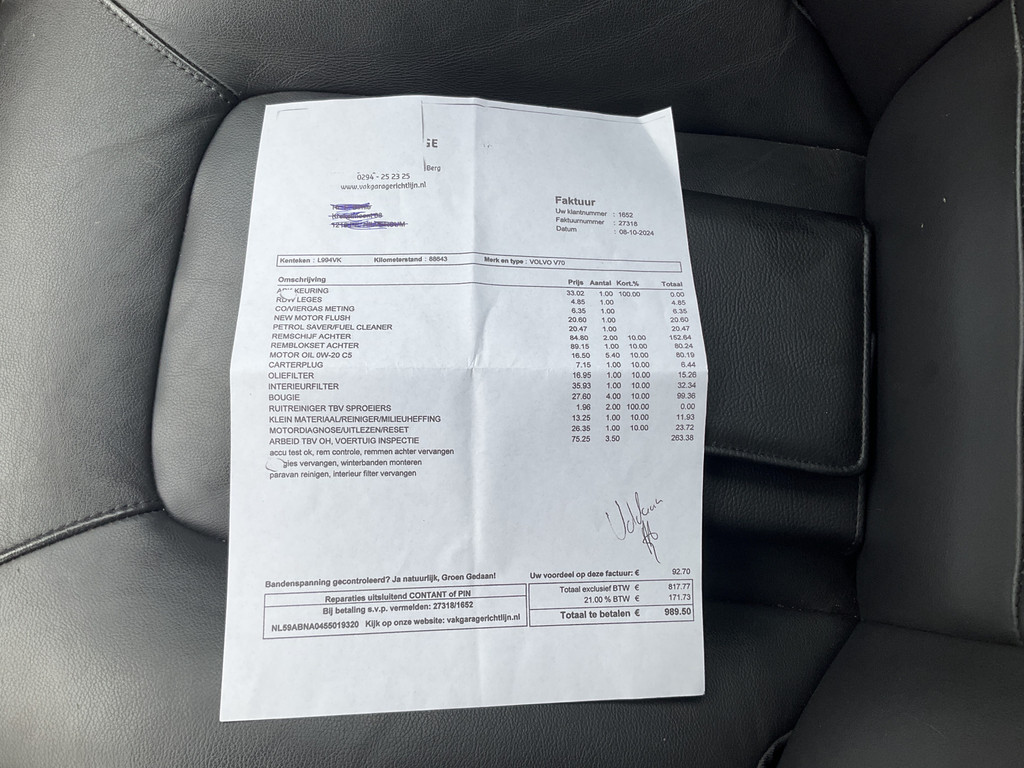 GE
Berg
0294 - 25 23 25
www.vakgaragerichtlijn.nl
Faktuur
Uw klantnummer : 1652
Faktuurnummer : 27318
Datum : 08-10-2024
Kenteken : L994VK Kilometerstand : 68643 Merk en type : VOLVO V70
Omschrijving Prijs Aantal Kort.% Totaal
KEURING 33.02 1.00 100.00 0.00
RDW LEGES 4.85 1.00 4.85
CO/VIERGAS METING 6.35 1.00 6.35
NEW MOTOR FLUSH 20.60 1.00 20.60
PETROL SAVER/FUEL CLEANER 20.47 1.00 20.47
REMSCHIJF ACHTER 84.80 2.00 10.00 152.64
REMBLOKSET ACHTER 89.15 1.00 10.00 80.24
MOTOR OIL 0W-20 C5 16.50 5.40 10.00 80.19
CARTERPLUG 7.15 1.00 10.00 6.44
OLIEFILTER 16.95 1.00 10.00 15.26
INTERIEURFILTER 35.93 1.00 10.00 32.34
BOUGIE 27.60 4.00 10.00 99.36
RUITREINIGER TBV SPROEIERS 1.96 2.00 100.00 0.00
KLEIN MATERIAAL/REINIGER/MILIEUHEFFING 13.25 1.00 10.00 11.93
MOTORDIAGNOSE/UITLEZEN/RESET 26.35 1.00 10.00 23.72
ARBEID TBV OH, VOERTUIG INSPECTIE 75.25 3.50 263.38
accu test ok, rem controle, remmen achter vervangen
gies vervangen, winterbanden monteren
paravan reinigen, interieur filter vervangen
Bandenspanning gecontroleerd? Ja natuurlijk, Groen Gedaan!
Reparaties uitsluitend CONTANT of PIN
Bij betaling s.v.p. vermelden: 27318/1652
NL59ABNA0455019320 Kijk op onze website: vakgaragerichtlijn.nl
Uw voordeel op deze factuur: € 92.70
Totaal exclusief BTW € 817.77
21.00 % BTW € 171.73
Totaal te betalen € 989.50